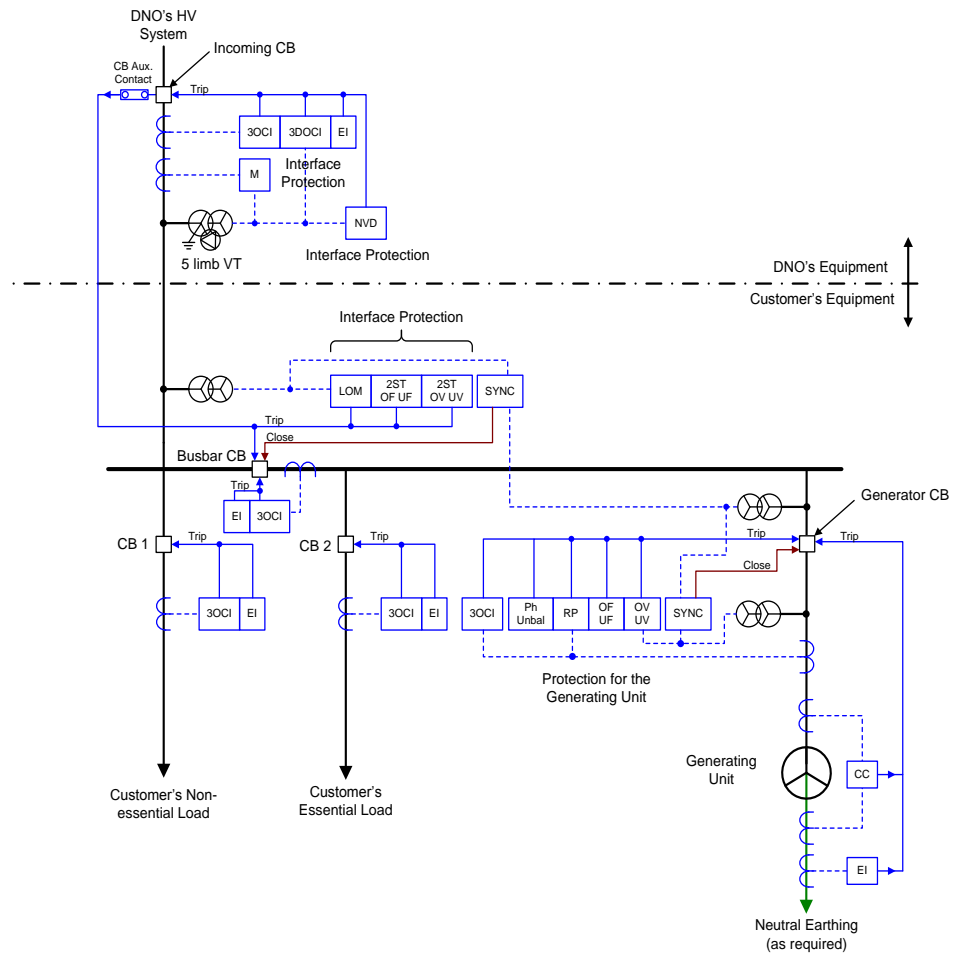 DNO's HV
System
Incoming CB
CB Aux.
Contact
Trip
3OCI
3DOCI
EI
Interface
Protection
M
NVD
5 limb VT
Interface Protection
DNO's Equipment
Customer's Equipment
Interface Protection
LOM
2ST
OF UF
2ST
OV UV
SYNC
Trip
Close
Busbar CB
Trip
EI
3OCI
Generator CB
CB 1
Trip
CB 2
Trip
Trip
Trip
Close
3OCI
EI
3OCI
EI
3OCI
Ph
Unbal
RP
OF
UF
OV
UV
SYNC
Protection for the
Generating Unit
Generating
Unit
CC
Customer's Non-
essential Load
Customer's
Essential Load
EI
Neutral Earthing
(as required)